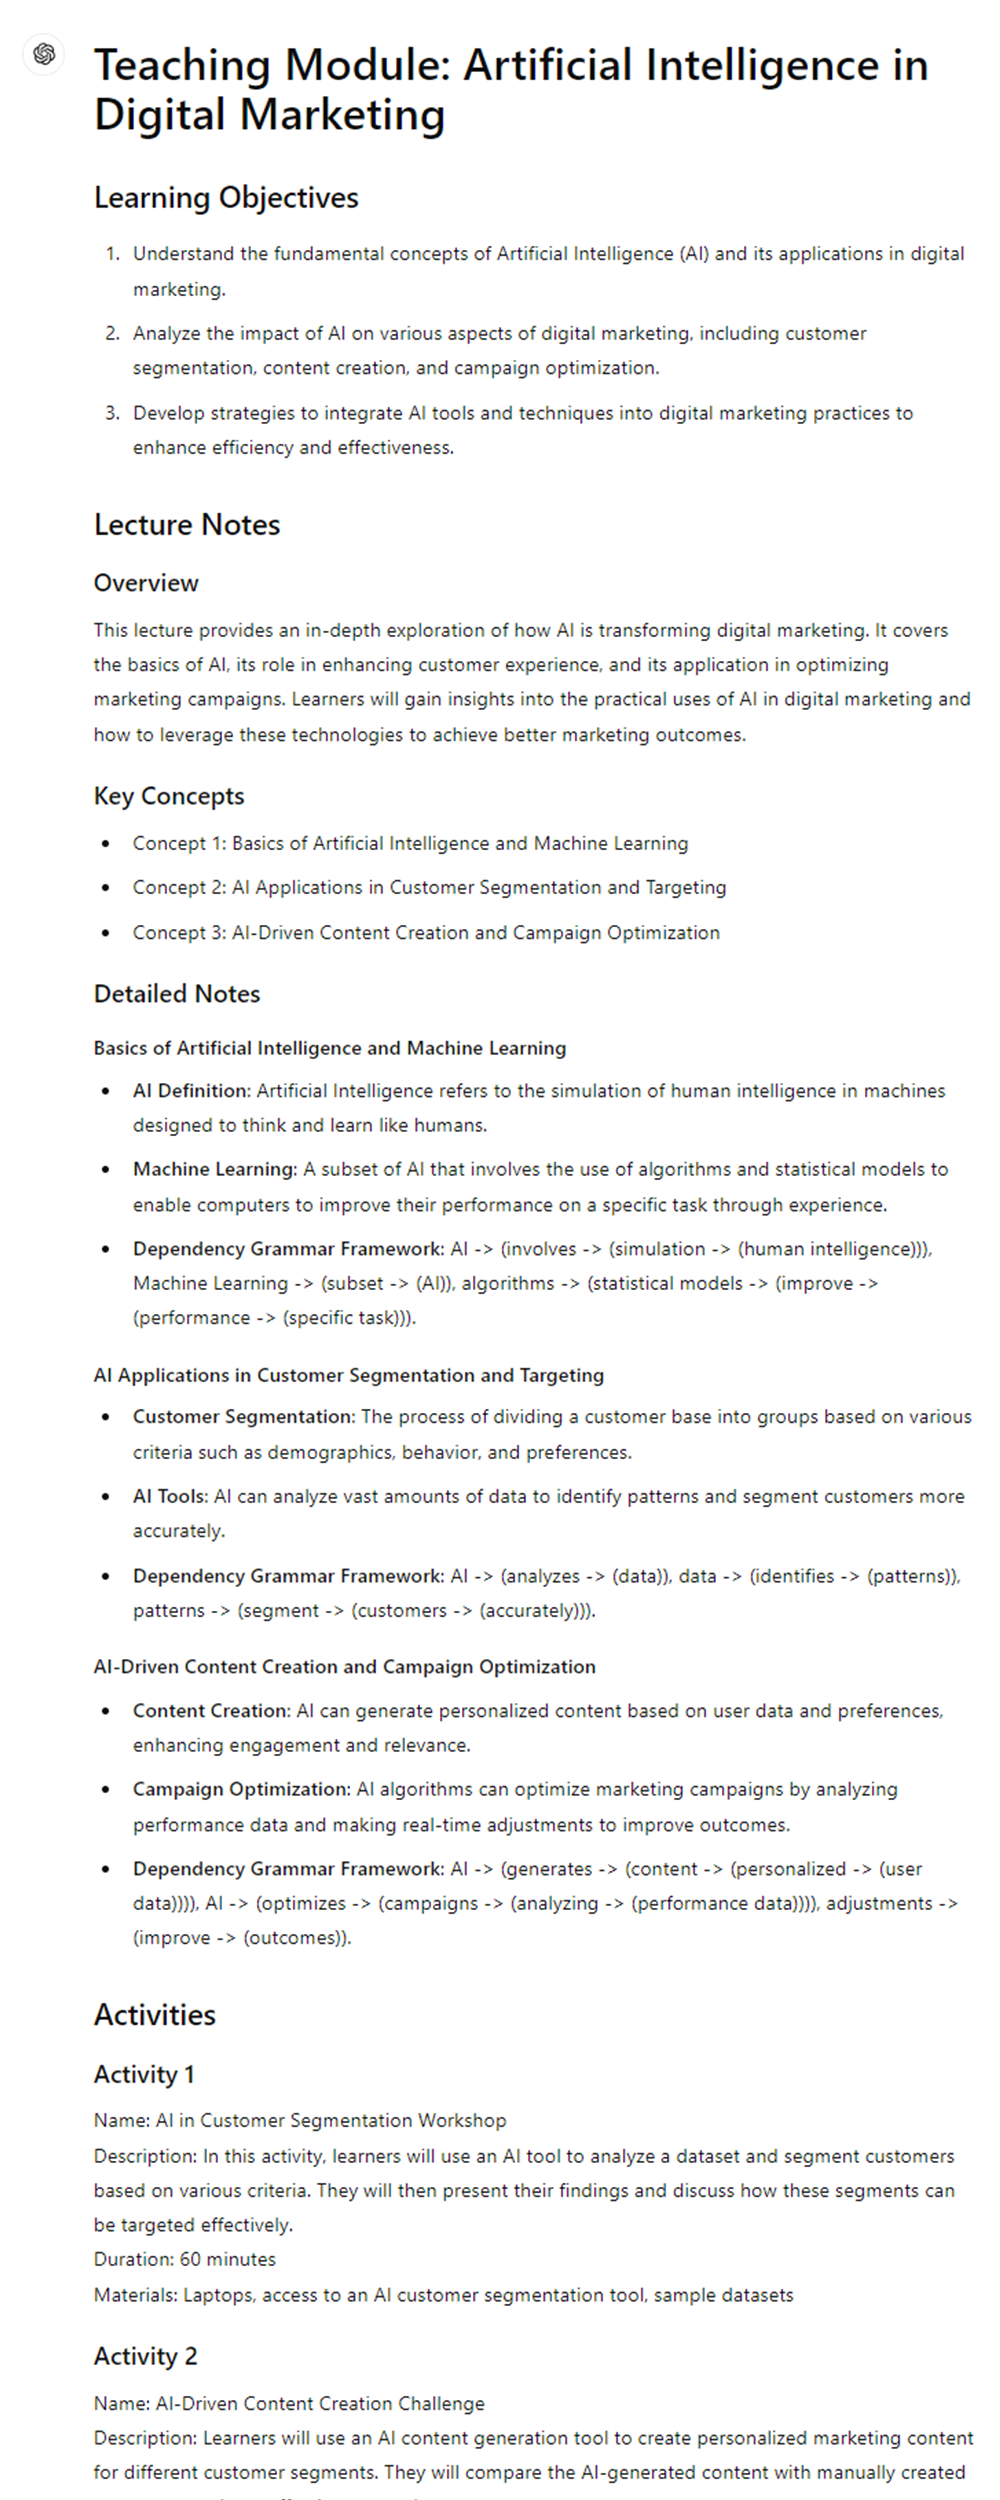 Teaching Module: Artificial Intelligence in
Digital Marketing
Learning Objectives
1. Understand the fundamental concepts of Artificial Intelligence (AI) and its applications in digital
marketing.
2. Analyze the impact of AI on various aspects of digital marketing, including customer
segmentation, content creation, and campaign optimization.
3. Develop strategies to integrate AI tools and techniques into digital marketing practices to
enhance efficiency and effectiveness.
Lecture Notes
Overview
This lecture provides an in-depth exploration of how AI is transforming digital marketing. It covers
the basics of AI, its role in enhancing customer experience, and its application in optimizing
marketing campaigns. Learners will gain insights into the practical uses of AI in digital marketing and
how to leverage these technologies to achieve better marketing outcomes.
Key Concepts
• Concept 1: Basics of Artificial Intelligence and Machine Learning
• Concept 2: AI Applications in Customer Segmentation and Targeting
• Concept 3: AI-Driven Content Creation and Campaign Optimization
Detailed Notes
Basics of Artificial Intelligence and Machine Learning
• AI Definition: Artificial Intelligence refers to the simulation of human intelligence in machines
designed to think and learn like humans.
• Machine Learning: A subset of AI that involves the use of algorithms and statistical models to
enable computers to improve their performance on a specific task through experience.
• Dependency Grammar Framework: AI -> (involves -> (simulation -> (human intelligence))),
Machine Learning -> (subset -> (AI)), algorithms -> (statistical models -> (improve ->
(performance -> (specific task))).
AI Applications in Customer Segmentation and Targeting
• Customer Segmentation: The process of dividing a customer base into groups based on various
criteria such as demographics, behavior, and preferences.
• AI Tools: AI can analyze vast amounts of data to identify patterns and segment customers more
accurately.
• Dependency Grammar Framework: AI -> (analyzes -> (data)), data -> (identifies -> (patterns)),
patterns -> (segment -> (customers -> (accurately))).
AI-Driven Content Creation and Campaign Optimization
• Content Creation: AI can generate personalized content based on user data and preferences,
enhancing engagement and relevance.
• Campaign Optimization: AI algorithms can optimize marketing campaigns by analyzing
performance data and making real-time adjustments to improve outcomes.
• Dependency Grammar Framework: AI -> (generates -> (content -> (personalized -> (user
data)))), AI -> (optimizes -> (campaigns -> (analyzing -> (performance data)))), adjustments ->
(improve -> (outcomes)).
Activities
Activity 1
Name: AI in Customer Segmentation Workshop
Description: In this activity, learners will use an AI tool to analyze a dataset and segment customers
based on various criteria. They will then present their findings and discuss how these segments can
be targeted effectively.
Duration: 60 minutes
Materials: Laptops, access to an AI customer segmentation tool, sample datasets
Activity 2
Name: AI-Driven Content Creation Challenge
Description: Learners will use an AI content generation tool to create personalized marketing content
for different customer segments. They will compare the AI-generated content with manually created